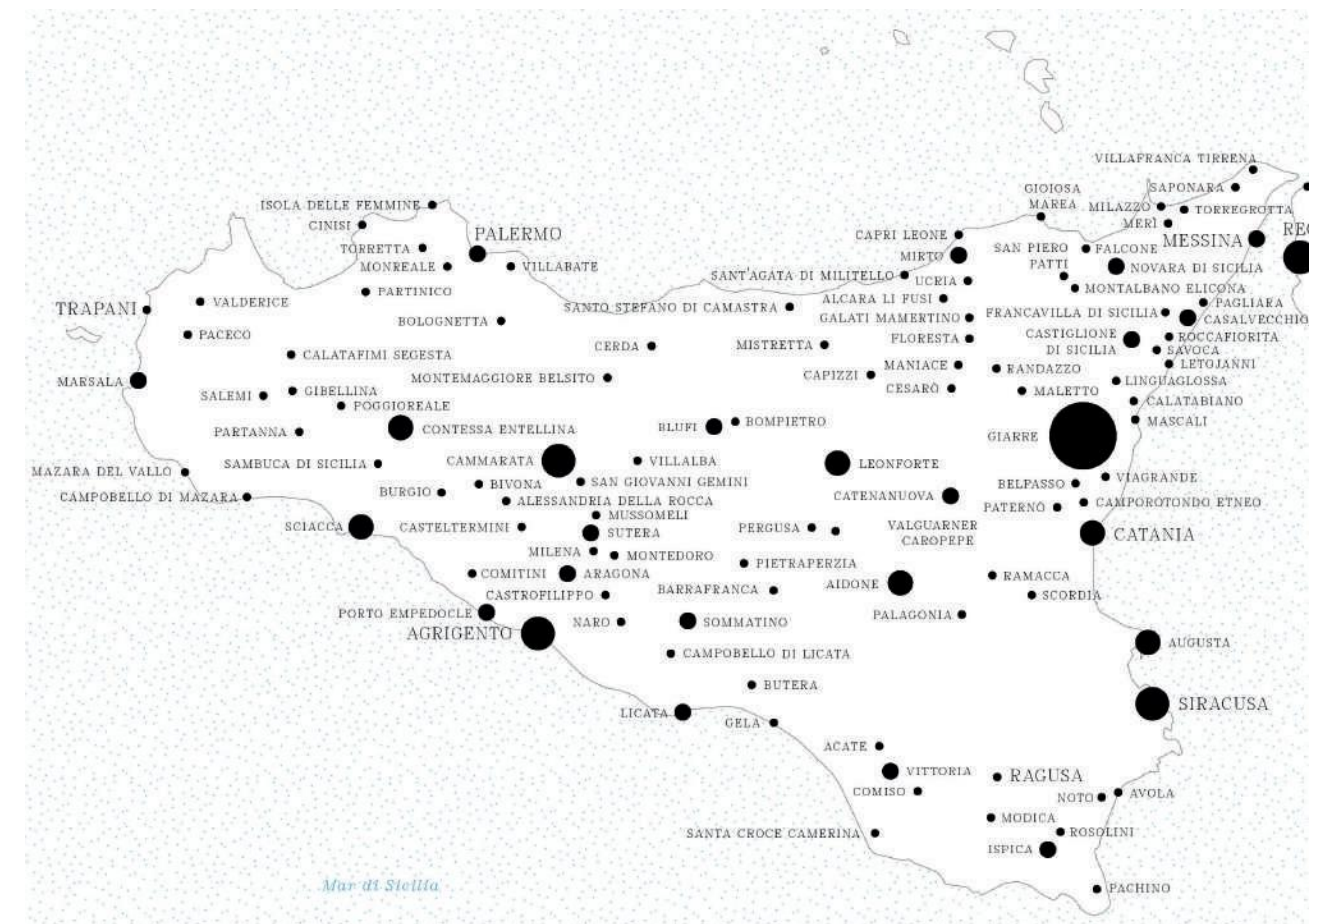 VILLAFRANCA TIRRENA
SAPONARA
GIOIOSA
MAREA
MILAZZO
TORREGROTTA
MERÌ
ISOLA DELLE FEMMINE
CINISI
PALERMO
CAPRI LEONE
MESSINA
REG
TORRETTA
MIRTO
SAN PIERO
PATTI
FALCONE
MONREALE
VILLABATE
NOVARA DI SICILIA
SANT'AGATA DI MILITELLO
UCRIA
MONTALBANO ELICONA
PARTINICO
VALDERICE
ALCARA LI FUSI
PAGLIARA
TRAPANI
SANTO STEFANO DI CAMASTRA
FRANCAVILLA DI SICILIA
BOLOGNETTA
GALATI MAMERTINO
CASALVECCHIO
PACECO
FLORESTA
CASTIGLIONE
DI SICILIA
ROCCAFIORITA
CERDA
MISTRETTA
SAVOCA
CALATAFIMI SEGESTA
MANIACE
RANDAZZO
LETOJANNI
MARSALA
MONTEMAGGIORE BELSITO
CAPIZZI
CESARÒ
LINGUAGLOSSA
SALEMI
GIBELLINA
MALETTO
CALATABIANO
POGGIOREALE
MASCALI
PARTANNA
CONTESSA ENTELLINA
BLUFI
BOMPIETRO
GIARRE
SAMBUCA DI SICILIA
CAMMARATA
VILLALBA
LEONFORTE
MAZARA DEL VALLO
BIVONA
SAN GIOVANNI GEMINI
BELPASSO
VIAGRANDE
CAMPOBELLO DI MAZARA
BURGIO
ALESSANDRIA DELLA ROCCA
CATENANUOVA
PATERNÒ
CAMPOROTONDO ETNEO
MUSSOMELI
SCIACCA
CASTELTERMINI
SUTERA
PERGUSA
VALGUARNER
CAROPEPE
CATANIA
MILENA
MONTEDORO
PIETRAPERZIA
COMITINI
ARAGONA
AIDONE
RAMACCA
CASTROFILIPPO
BARRAFRANCA
SCORDIA
PORTO EMPEDOCLE
PALAGONIA
NARO
SOMMATINO
AGRIGENTO
AUGUSTA
CAMPOBELLO DI LICATA
BUTERA
SIRACUSA
LICATA
GELA
ACATE
VITTORIA
RAGUSA
COMISO
NOTO
AVOLA
MODICA
SANTA CROCE CAMERINA
ROSOLINI
ISPICA
Mar di Sicilia
PACHINO